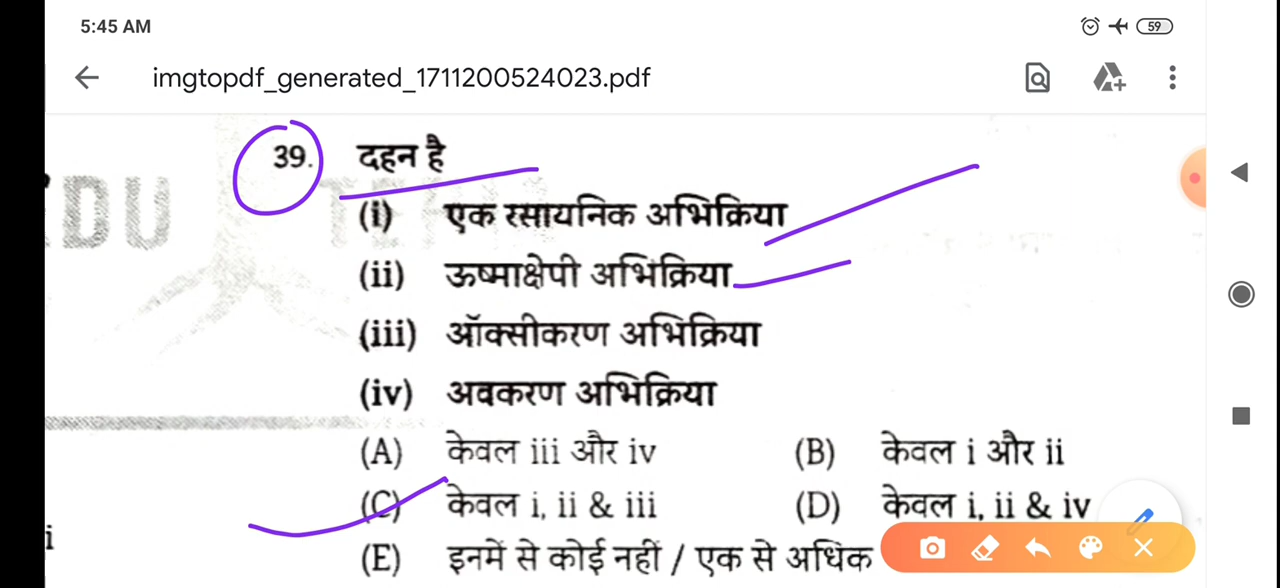 5:45 AM
59
imgtopdf_generated_1711200524023.pdf
39. दहन है
EDU TE
(i) एक रसायनिक अभिक्रिया
(ii) ऊष्माक्षेपी अभिक्रिया
(iii) ऑक्सीकरण अभिक्रिया
(iv) अवकरण अभिक्रिया
(A) केवल iii और iv (B) केवल i और ii
(C) केवल i, ii & iii (D) केवल i, ii & iv
i
(E) इनमें से कोई नहीं / एक से अधिक